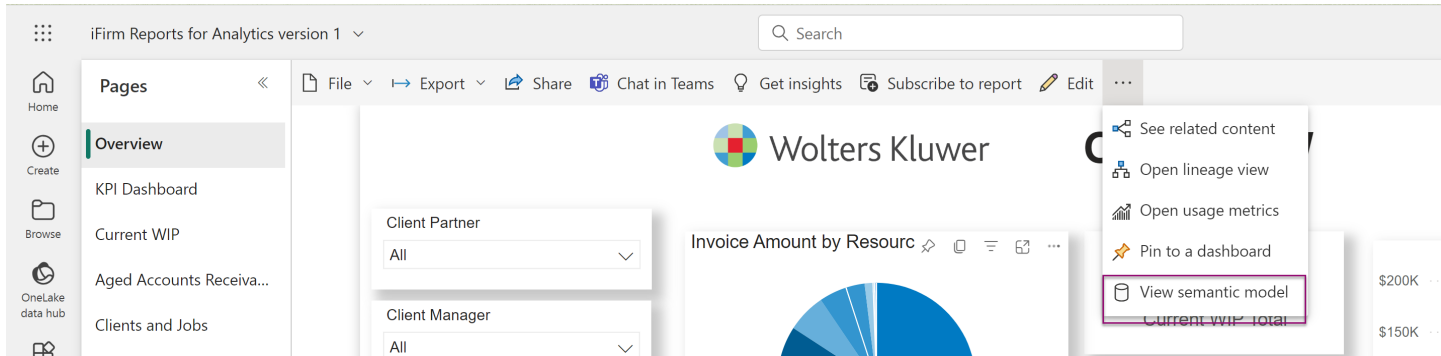 iFirm Reports for Analytics version 1
Search
Home
Create
Browse
OneLake
data hub
Pages
Overview
KPI Dashboard
Current WIP
Aged Accounts Receiva...
Clients and Jobs
File
Export
Share
Chat in Teams
Get insights
Subscribe to report
Edit
See related content
Open lineage view
Open usage metrics
Pin to a dashboard
View semantic model
Wolters Kluwer
Client Partner
All
Client Manager
All
Invoice Amount by Resourc
Current WIP Total
$200K
$150K